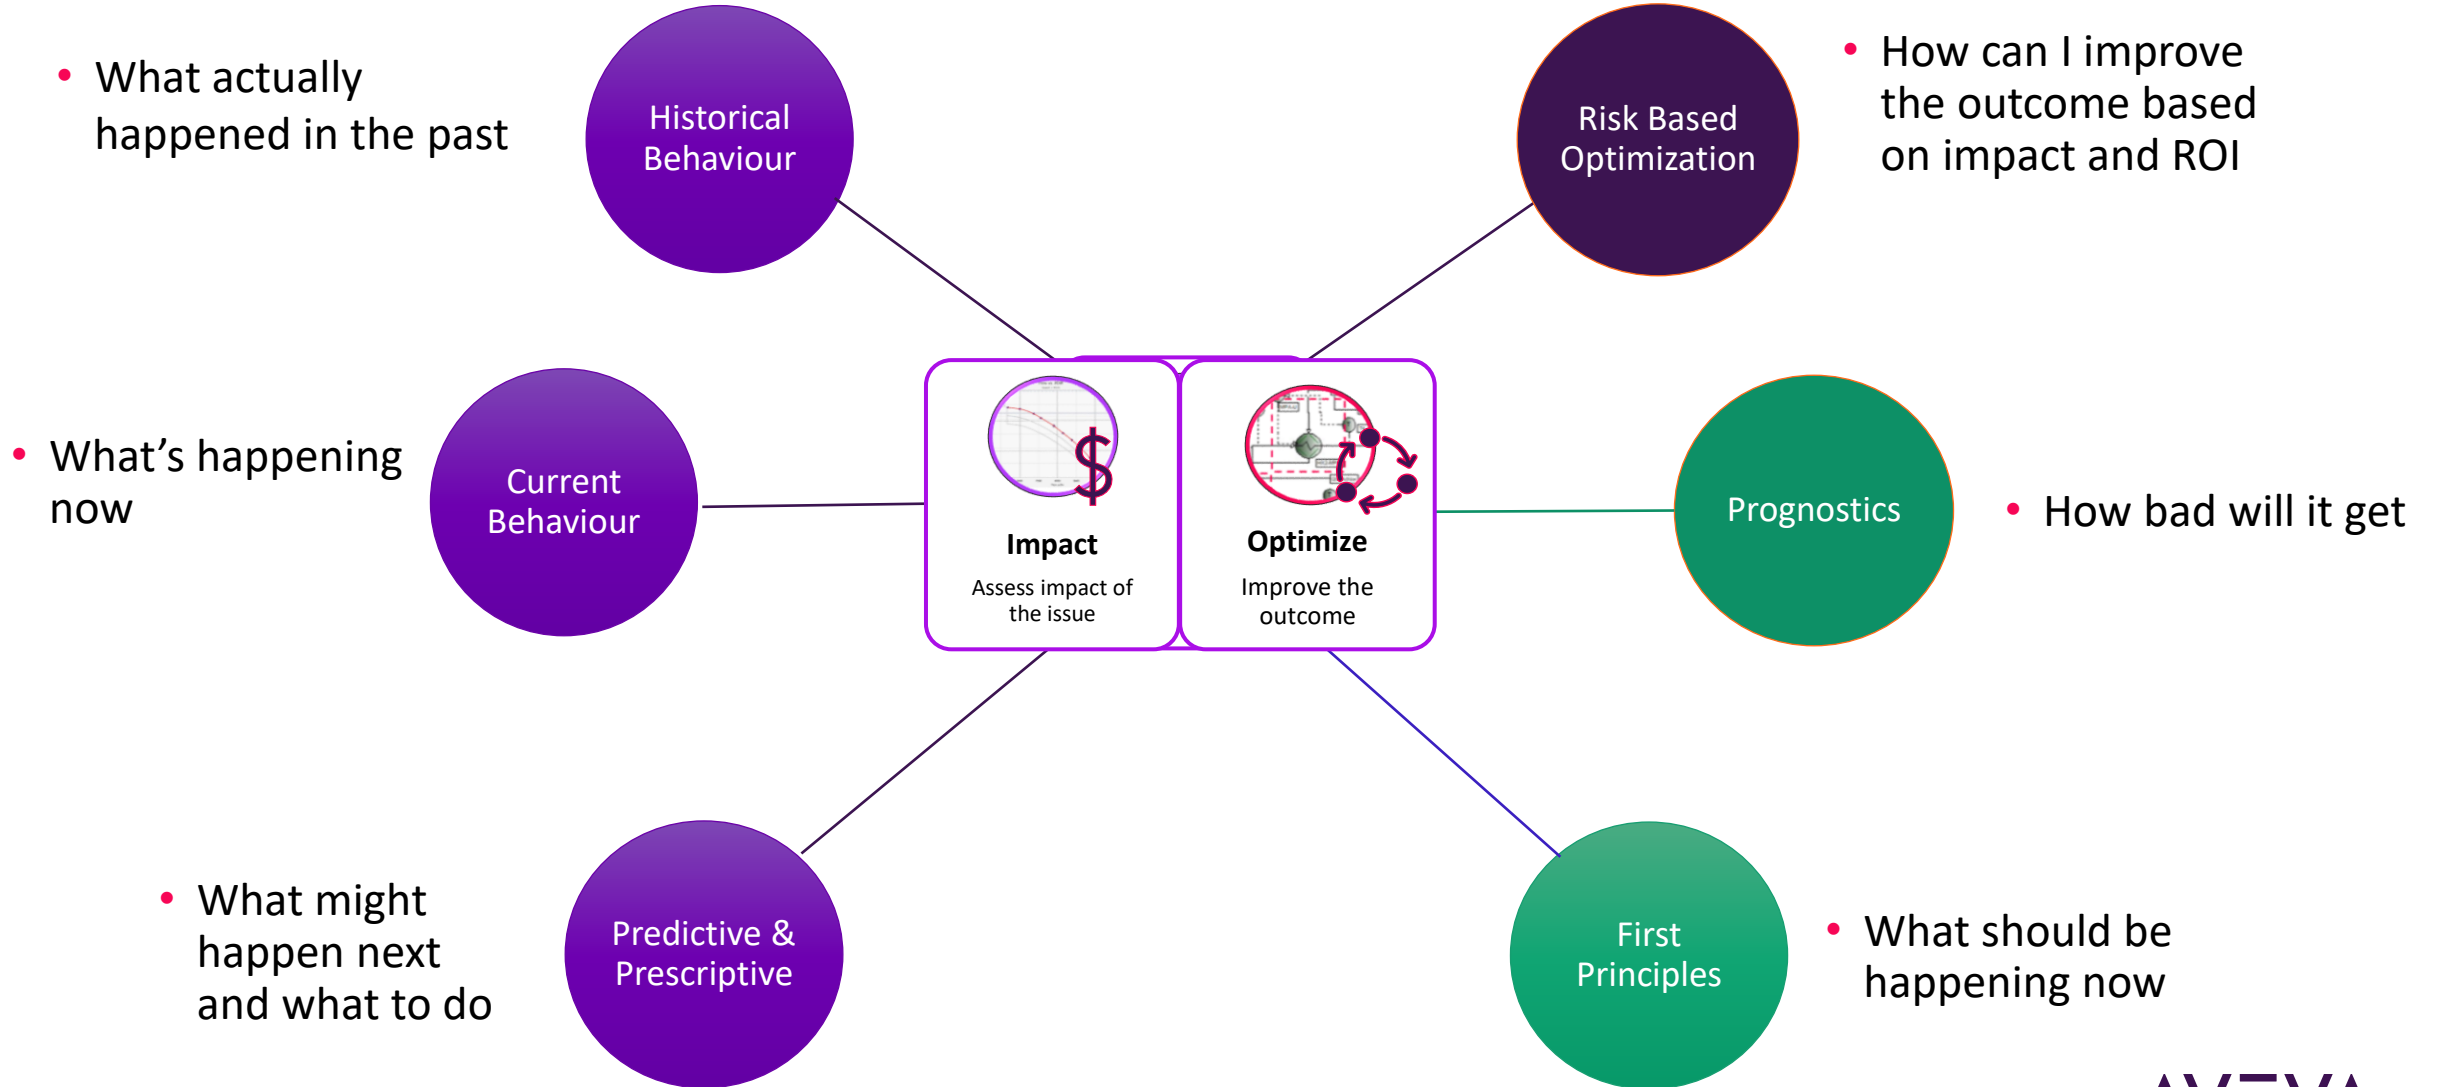 • What actually
happened in the past
Historical
Behaviour
Risk Based
Optimization
• How can I improve
the outcome based
on impact and ROI
• What's happening
now
Current
Behaviour
Impact
Assess impact of
the issue
Optimize
Improve the
outcome
Prognostics
• How bad will it get
• What might
happen next
and what to do
Predictive &
Prescriptive
First
Principles
• What should be
happening now